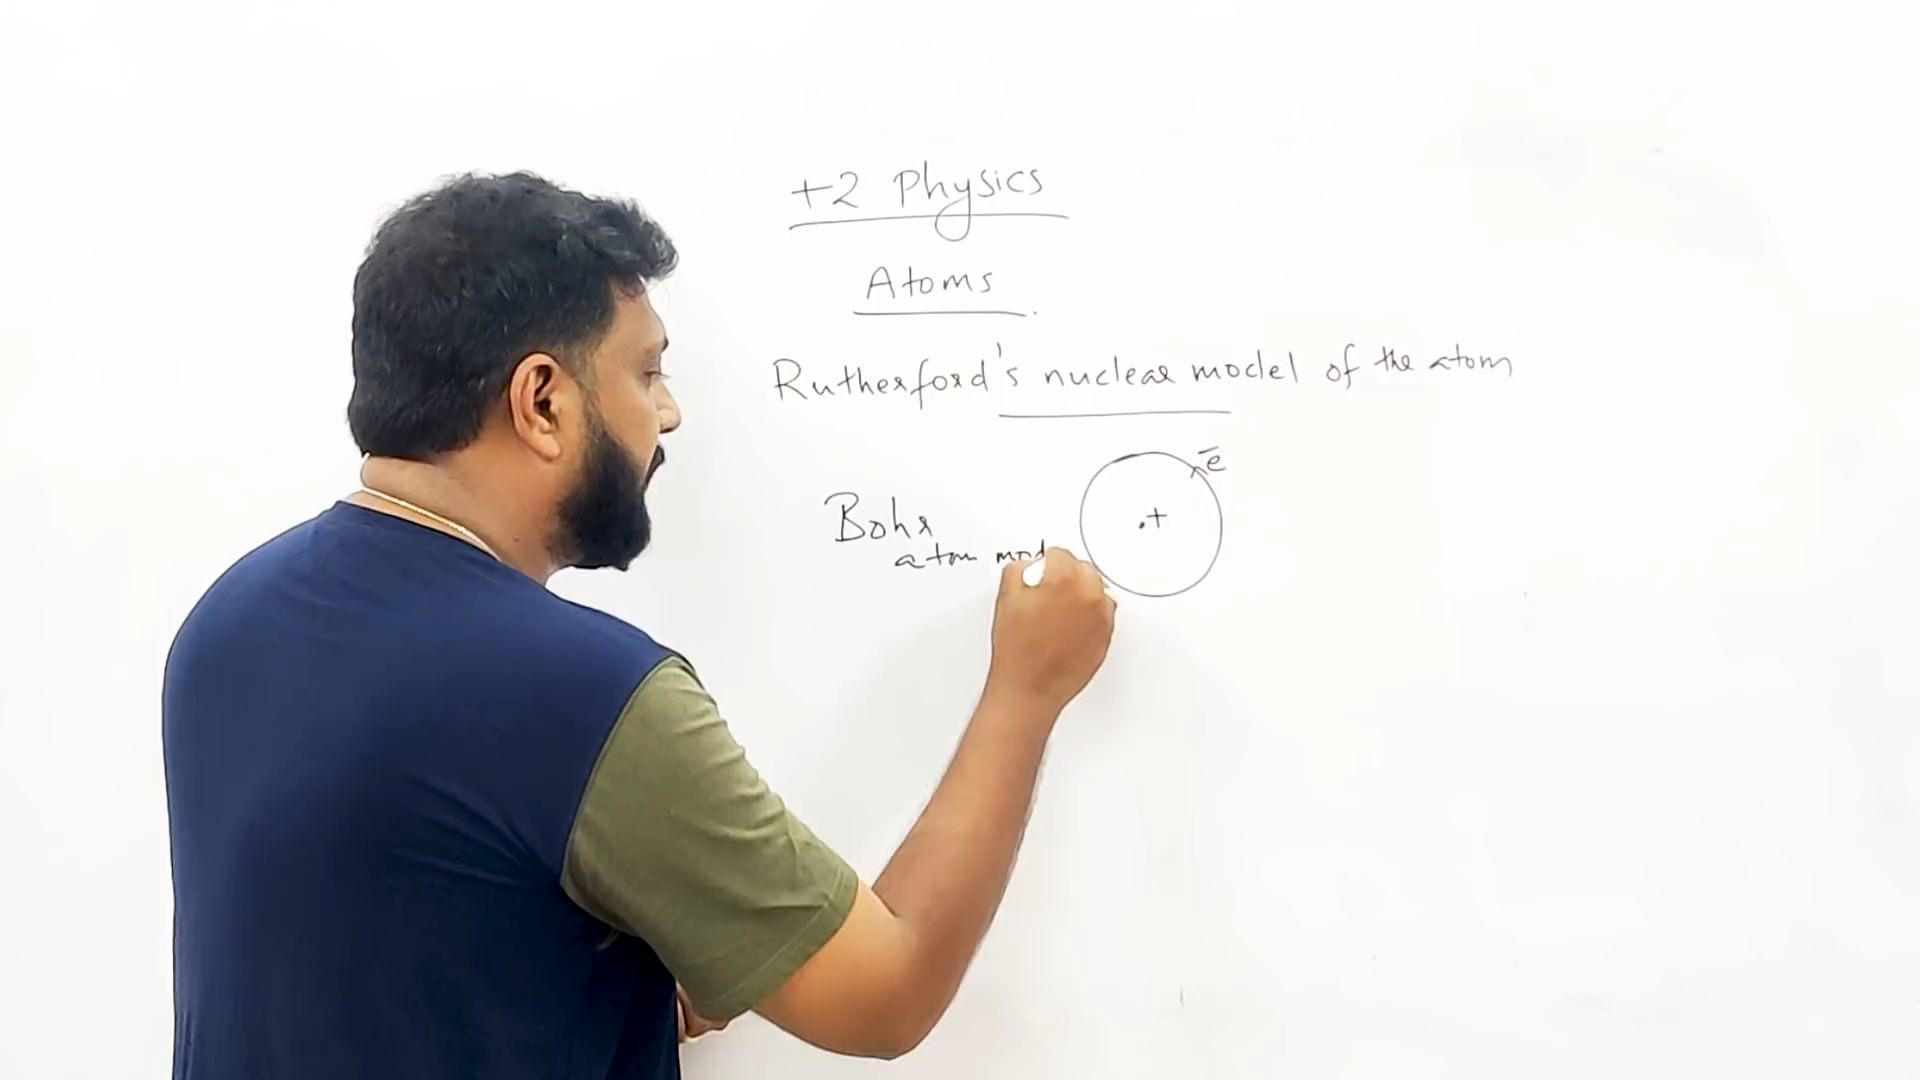 +2 Physics
Atoms
Rutherford's nuclear model of the atom
e
+
Bohr
atom mod